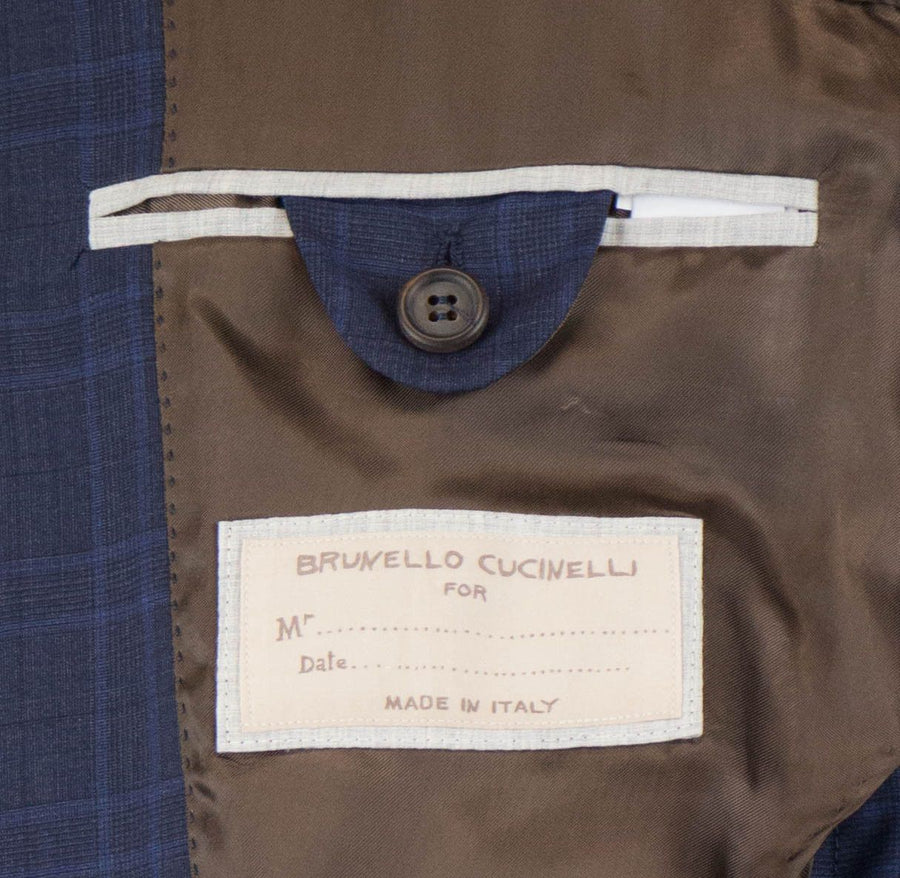 BRUNELLO CUCINELLI
FOR
Mr....................................
Date..............................
MADE IN ITALY